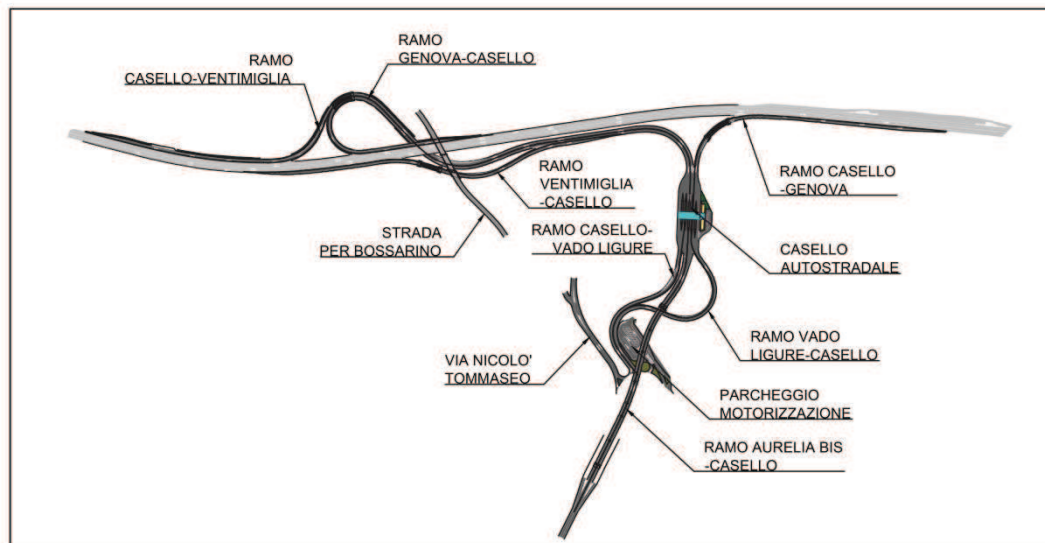 RAMO
GENOVA-CASELLO
RAMO
CASELLO-VENTIMIGLIA
RAMO
VENTIMIGLIA
-CASELLO
RAMO CASELLO
-GENOVA
STRADA
PER BOSSARINO
RAMO CASELLO-
VADO LIGURE
CASELLO
AUTOSTRADALE
VIA NICOLO'
TOMMASEO
RAMO VADO
LIGURE-CASELLO
PARCHEGGIO
MOTORIZZAZIONE
RAMO AURELIA BIS
-CASELLO